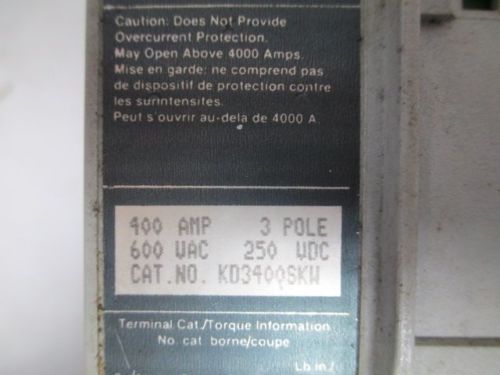 Caution: Does Not Provide
Overcurrent Protection.
May Open Above 4000 Amps.
Mise en garde: ne comprend pas
de dispositif de protection contre
les surintensites.
Peut s'ouvrir au-dela de 4000 A.
400 AMP 3 POLE
600 VAC 250 VDC
CAT.NO. KD3400SKW
Terminal Cat./Torque Information
No. cat. borne/coupe
Lb in./